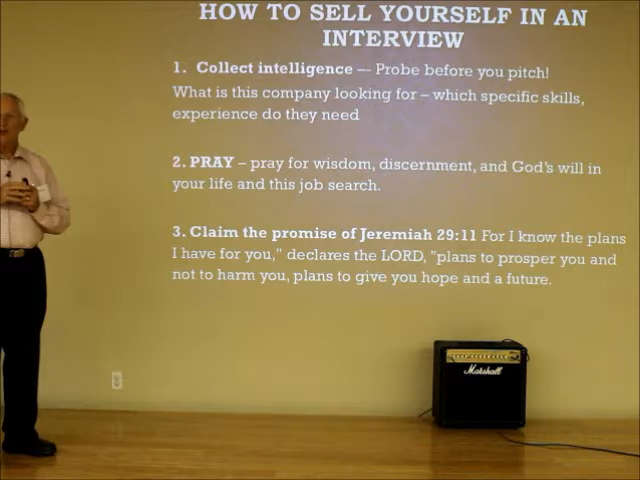 HOW TO SELL YOURSELF IN AN
INTERVIEW
1. Collect intelligence –- Probe before you pitch!
What is this company looking for – which specific skills,
experience do they need
2. PRAY – pray for wisdom, discernment, and God's will in
your life and this job search.
3. Claim the promise of Jeremiah 29:11 For I know the plans
I have for you," declares the LORD, "plans to prosper you and
not to harm you, plans to give you hope and a future.
Marshall